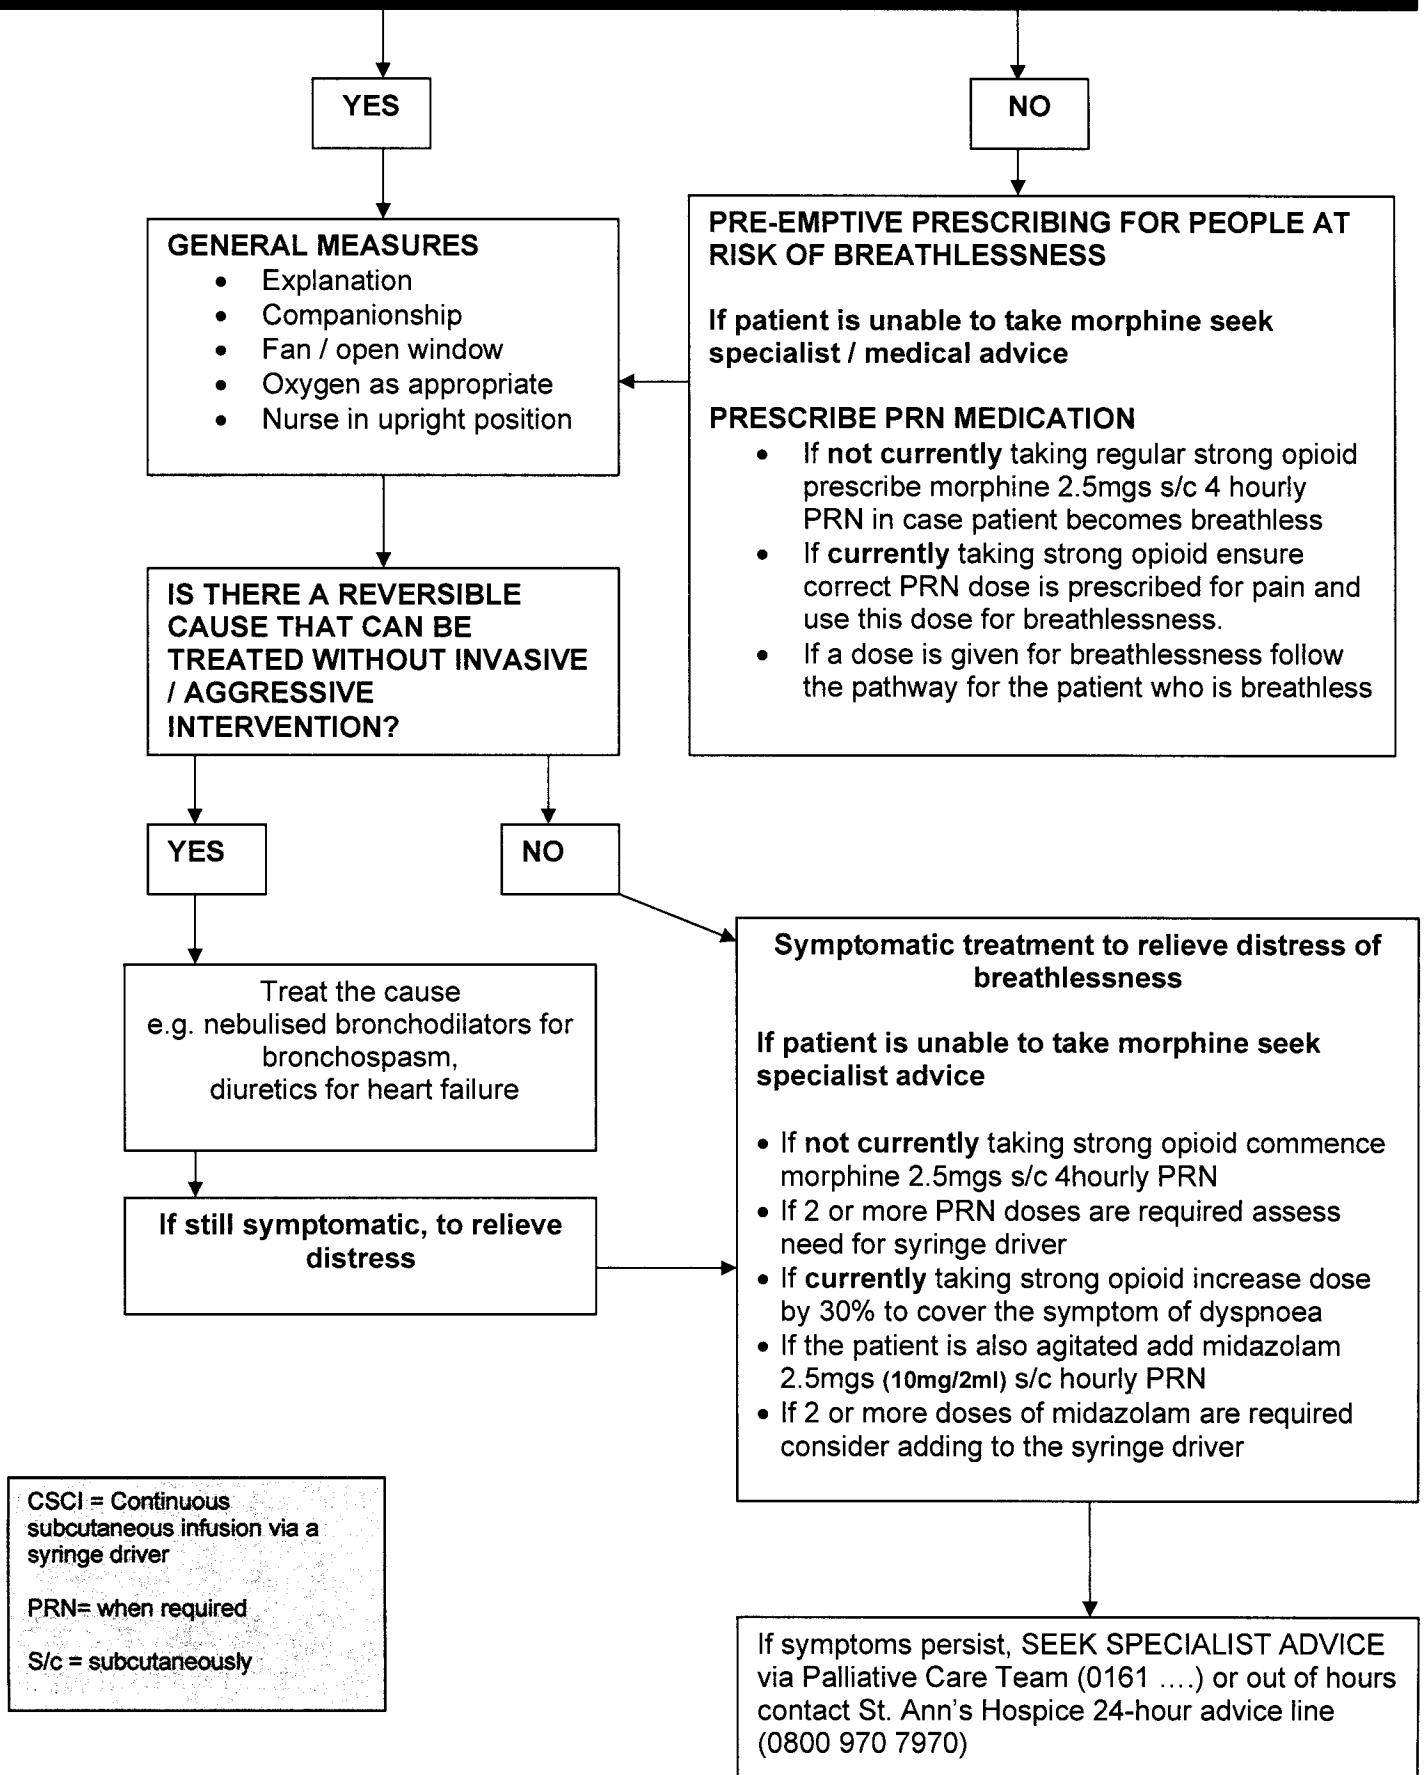 YES
NO
GENERAL MEASURES
• Explanation
• Companionship
• Fan / open window
• Oxygen as appropriate
• Nurse in upright position
PRE-EMPTIVE PRESCRIBING FOR PEOPLE AT
RISK OF BREATHLESSNESS
If patient is unable to take morphine seek
specialist / medical advice
PRESCRIBE PRN MEDICATION
• If not currently taking regular strong opioid
prescribe morphine 2.5mgs s/c 4 hourly
PRN in case patient becomes breathless
• If currently taking strong opioid ensure
correct PRN dose is prescribed for pain and
use this dose for breathlessness.
• If a dose is given for breathlessness follow
the pathway for the patient who is breathless
IS THERE A REVERSIBLE
CAUSE THAT CAN BE
TREATED WITHOUT INVASIVE
/ AGGRESSIVE
INTERVENTION?
YES
NO
Treat the cause
e.g. nebulised bronchodilators for
bronchospasm,
diuretics for heart failure
If still symptomatic, to relieve
distress
Symptomatic treatment to relieve distress of
breathlessness
If patient is unable to take morphine seek
specialist advice
• If not currently taking strong opioid commence
morphine 2.5mgs s/c 4hourly PRN
• If 2 or more PRN doses are required assess
need for syringe driver
• If currently taking strong opioid increase dose
by 30% to cover the symptom of dyspnoea
• If the patient is also agitated add midazolam
2.5mgs (10mg/2ml) s/c hourly PRN
• If 2 or more doses of midazolam are required
consider adding to the syringe driver
CSCI = Continuous
subcutaneous infusion via a
syringe driver
PRN= when required
S/c = subcutaneously
If symptoms persist, SEEK SPECIALIST ADVICE
via Palliative Care Team (0161 ....) or out of hours
contact St. Ann's Hospice 24-hour advice line
(0800 970 7970)